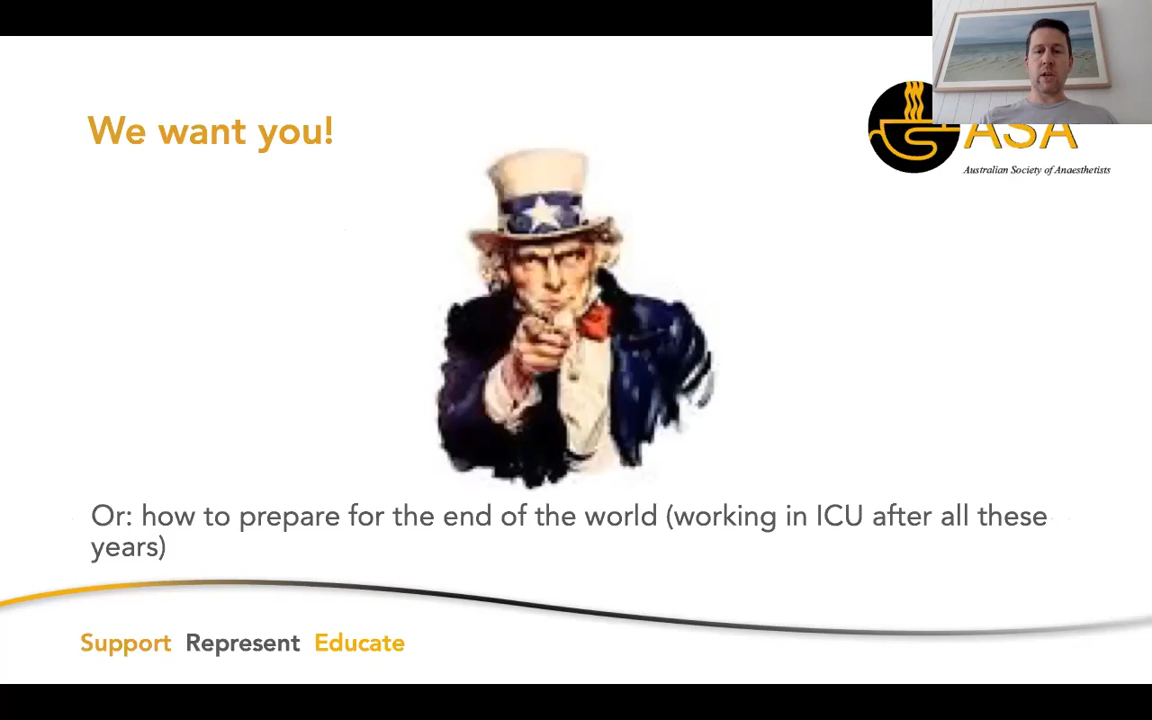 We want you!
ASA
Australian Society of Anaesthetists
Or: how to prepare for the end of the world (working in ICU after all these
years)
Support Represent Educate